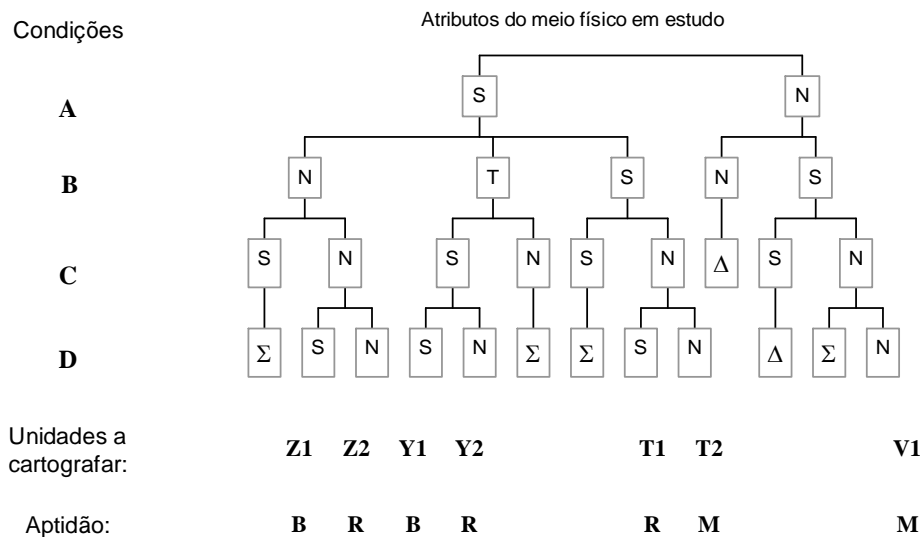 Condições
Atributos do meio físico em estudo
A
S N
B
N T S N S
C
S N S N S N Δ S N
D
Σ S N S N Σ Σ S N Δ Σ N
Unidades a
cartografar:
Z1 Z2 Y1 Y2 T1 T2 V1
Aptidão:
B R B R R M M